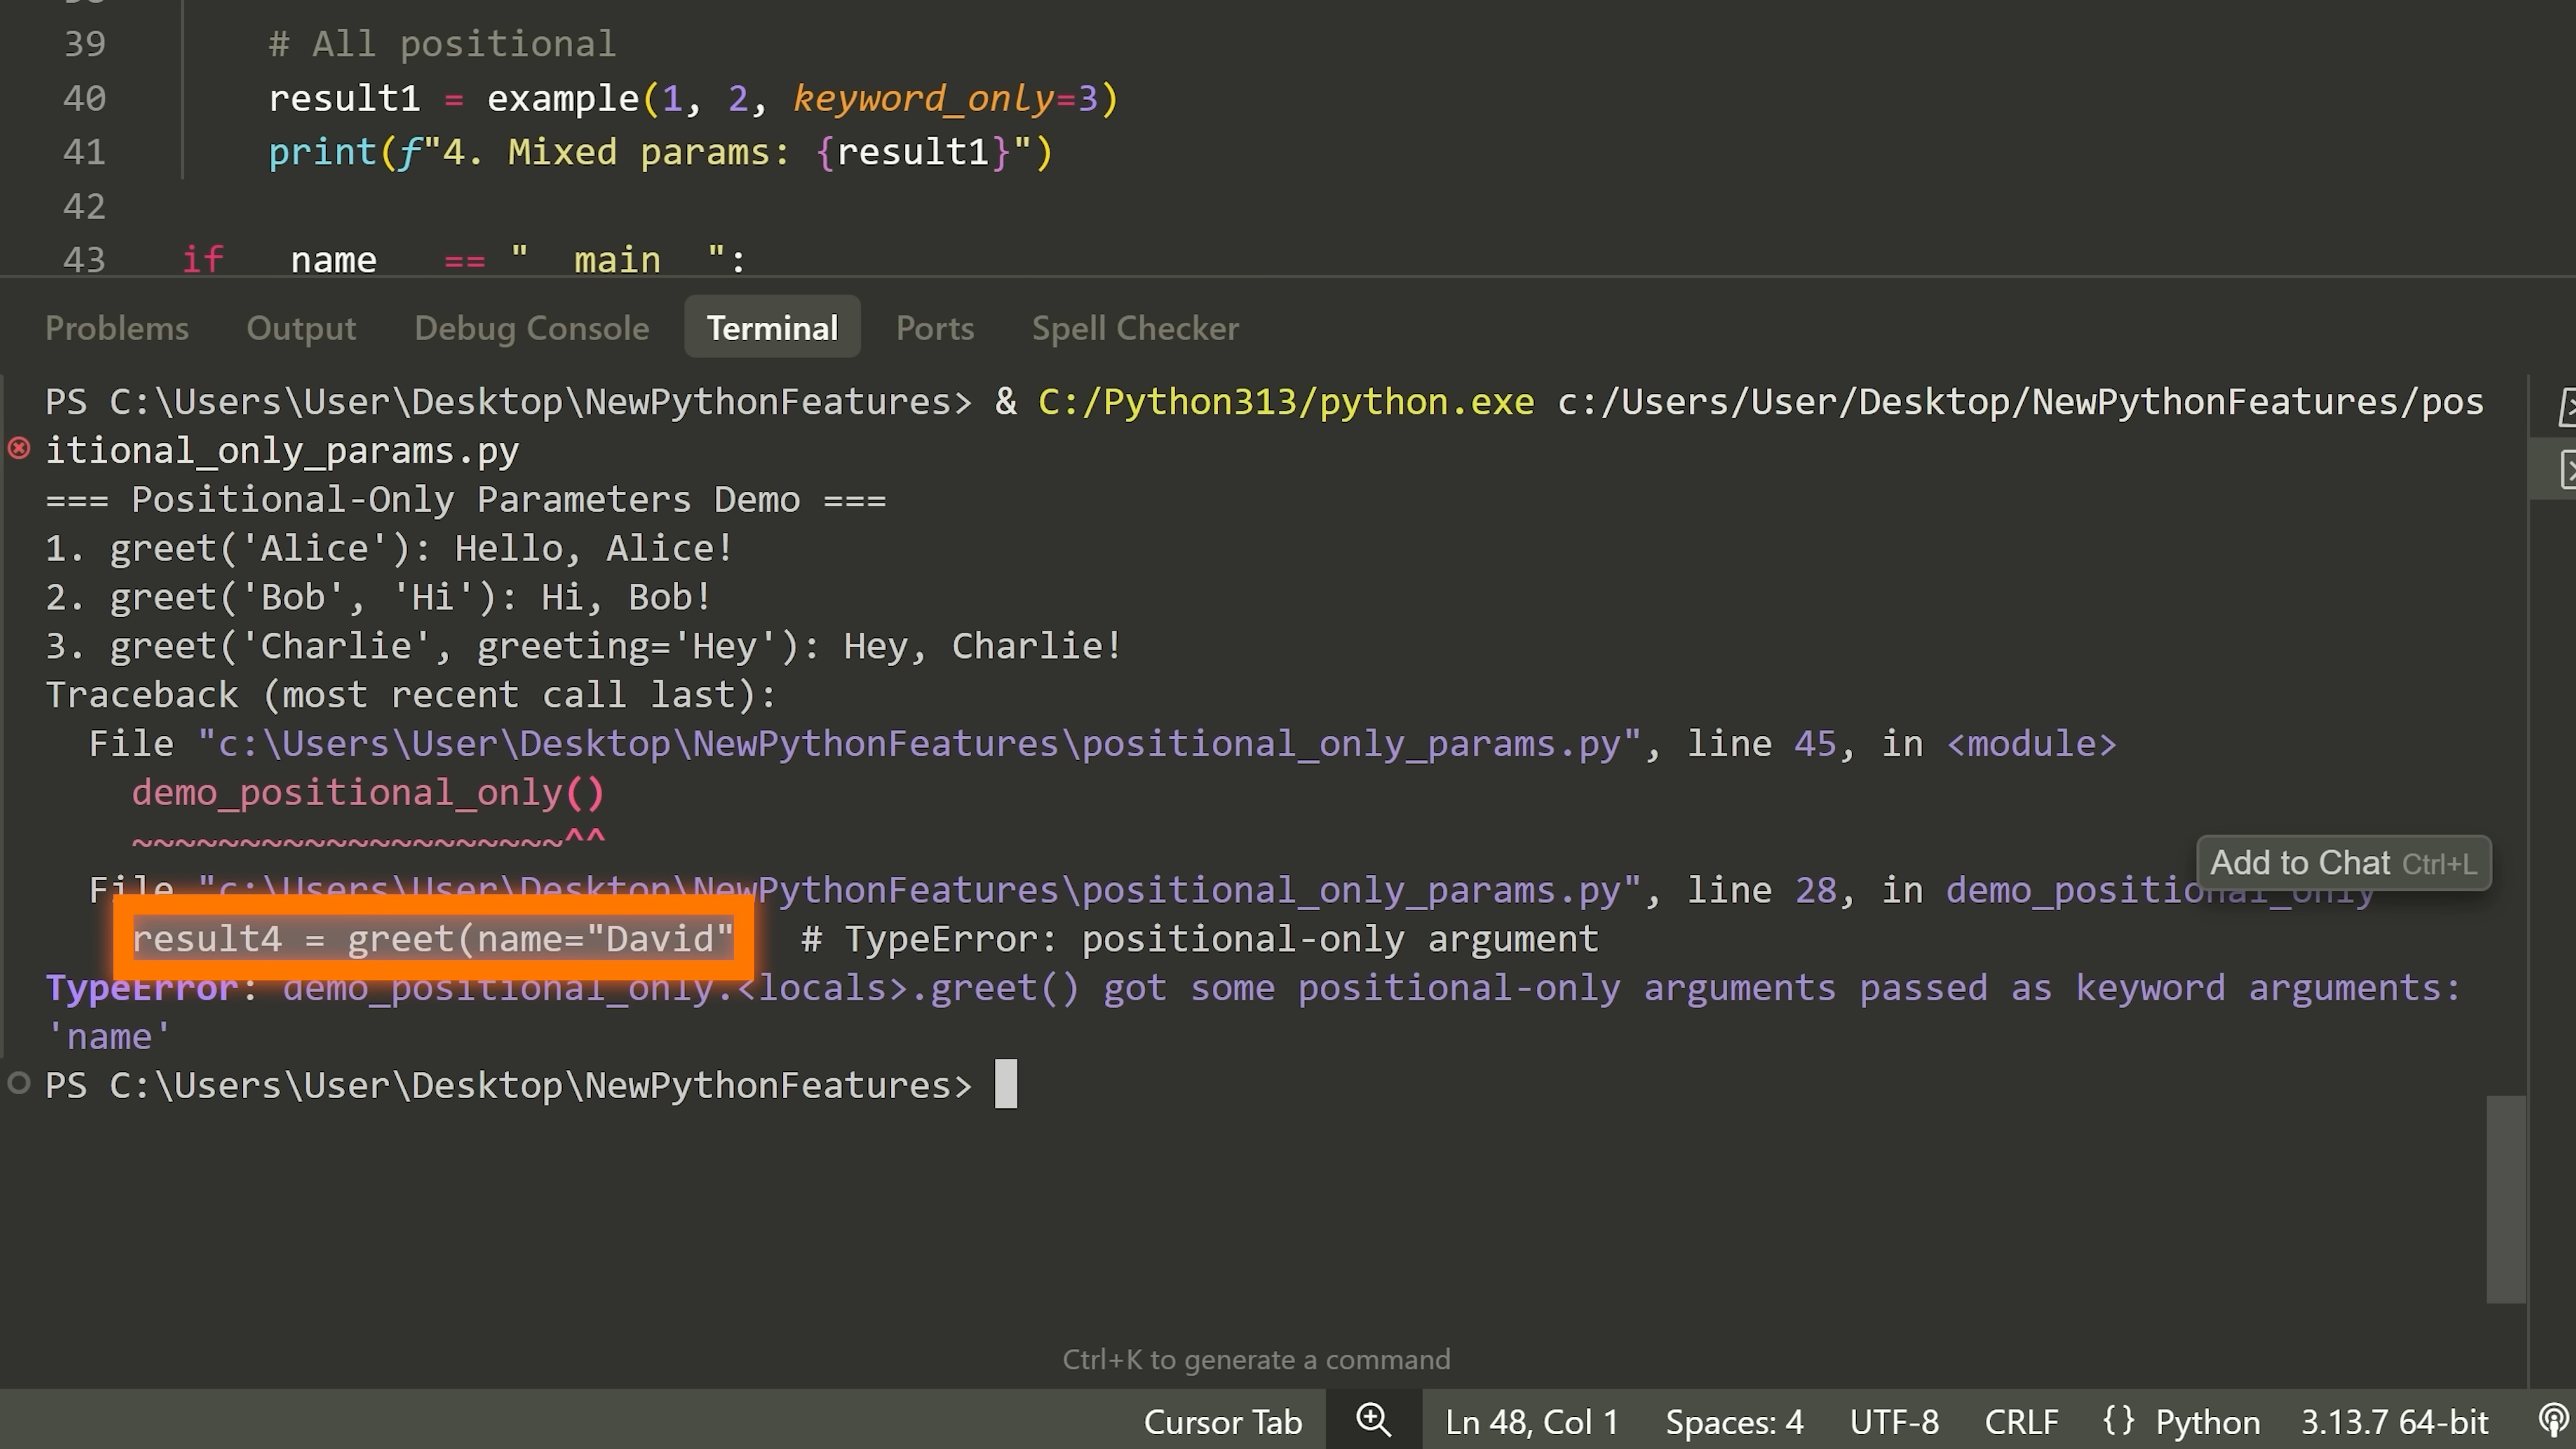 39 # All positional
40 result1 = example(1, 2, keyword_only=3)
41 print(f"4. Mixed params: {result1}")
42
43 if name == " main ":
Problems Output Debug Console Terminal Ports Spell Checker
PS C:\Users\User\Desktop\NewPythonFeatures> & C:/Python313/python.exe c:/Users/User/Desktop/NewPythonFeatures/pos
itional_only_params.py
=== Positional-Only Parameters Demo ===
1. greet('Alice'): Hello, Alice!
2. greet('Bob', 'Hi'): Hi, Bob!
3. greet('Charlie', greeting='Hey'): Hey, Charlie!
Traceback (most recent call last):
File "c:\Users\User\Desktop\NewPythonFeatures\positional_only_params.py", line 45, in <module>
demo_positional_only()
~~~~~~~~~~~~~~~~~~~~^^
Add to Chat Ctrl+L
File "c:\Users\User\Desktop\NewPythonFeatures\positional_only_params.py", line 28, in demo_positional_only
result4 = greet(name="David" # TypeError: positional-only argument
TypeError: demo_positional_only.<locals>.greet() got some positional-only arguments passed as keyword arguments:
'name'
PS C:\Users\User\Desktop\NewPythonFeatures>
Ctrl+K to generate a command
Cursor Tab Ln 48, Col 1 Spaces: 4 UTF-8 CRLF {} Python 3.13.7 64-bit